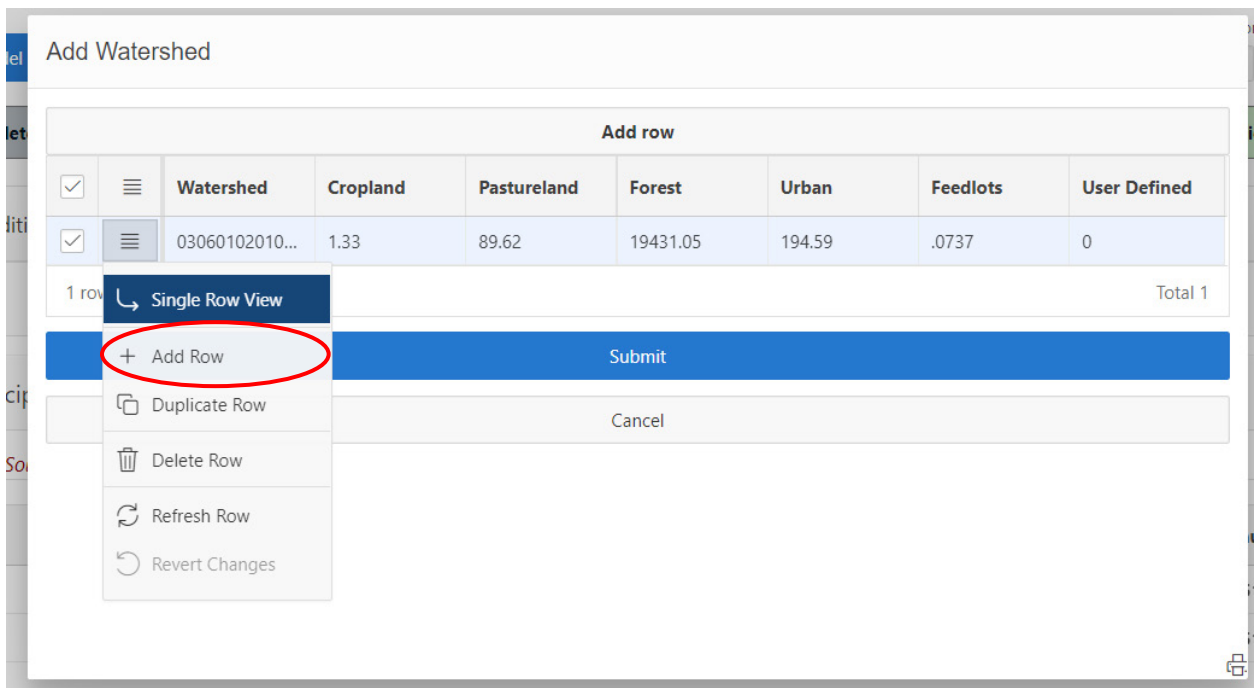 Add Watershed
Add row
Watershed Cropland Pastureland Forest Urban Feedlots User Defined
03060102010... 1.33 89.62 19431.05 194.59 .0737 0
1 row Total 1
Single Row View
Add Row
Submit
Duplicate Row
Cancel
Delete Row
Refresh Row
Revert Changes